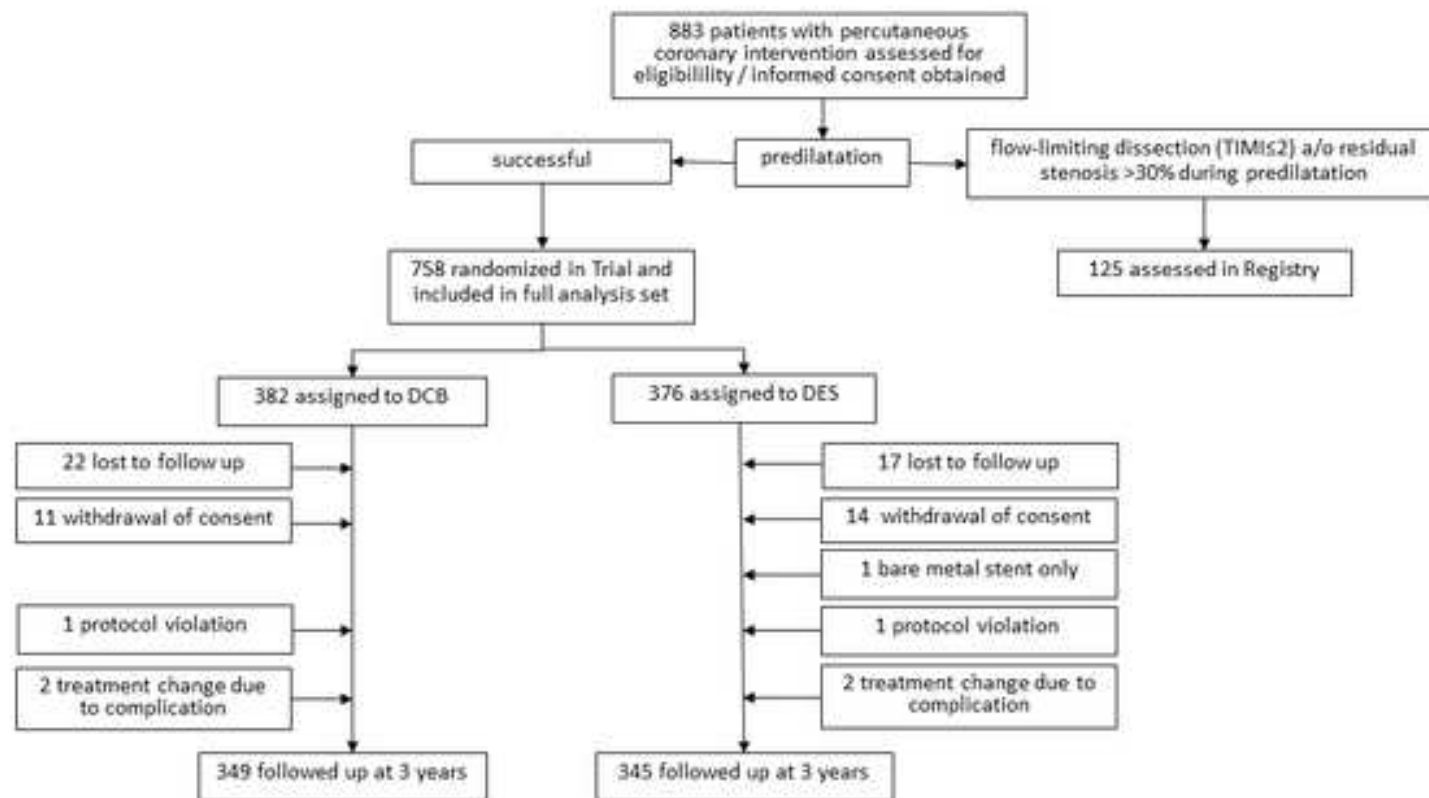 883 patients with percutaneous
coronary intervention assessed for
eligibilility / informed consent obtained
successful
predilatation
flow-limiting dissection (TIMI≤2) a/o residual
stenosis >30% during predilatation
758 randomized in Trial and
included in full analysis set
125 assessed in Registry
382 assigned to DCB
376 assigned to DES
22 lost to follow up
17 lost to follow up
11 withdrawal of consent
14 withdrawal of consent
1 bare metal stent only
1 protocol violation
1 protocol violation
2 treatment change due
to complication
2 treatment change due to
complication
349 followed up at 3 years
345 followed up at 3 years